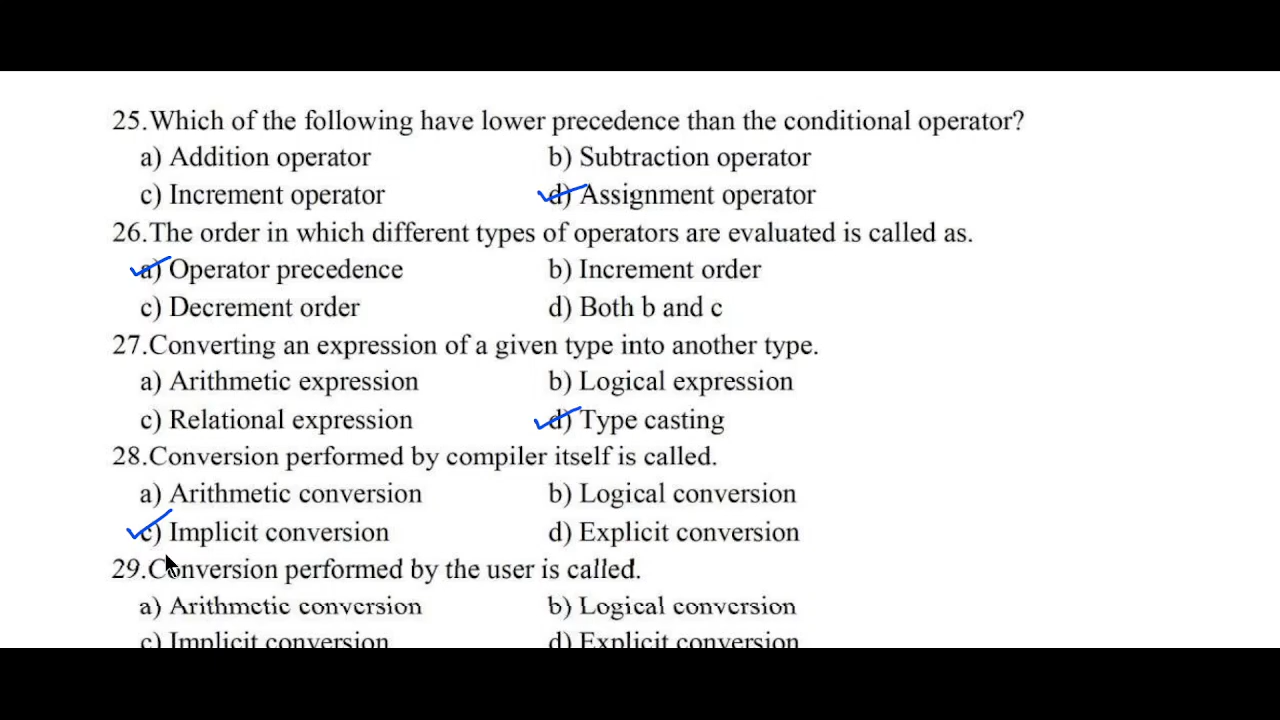 25.Which of the following have lower precedence than the conditional operator?
a) Addition operator b) Subtraction operator
c) Increment operator d) Assignment operator
26.The order in which different types of operators are evaluated is called as.
a) Operator precedence b) Increment order
c) Decrement order d) Both b and c
27.Converting an expression of a given type into another type.
a) Arithmetic expression b) Logical expression
c) Relational expression d) Type casting
28.Conversion performed by compiler itself is called.
a) Arithmetic conversion b) Logical conversion
c) Implicit conversion d) Explicit conversion
29.Conversion performed by the user is called.
a) Arithmetic conversion b) Logical conversion
c) Implicit conversion d) Explicit conversion